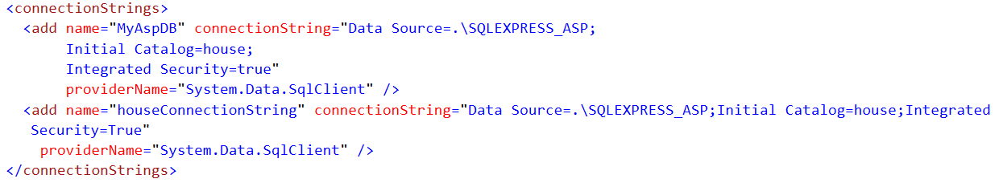 <connectionStrings>
<add name="MyAspDB" connectionString="Data Source=.\SQLEXPRESS_ASP;
Initial Catalog=house;
Integrated Security=true"
providerName="System.Data.SqlClient" />
<add name="houseConnectionString" connectionString="Data Source=.\SQLEXPRESS_ASP;Initial Catalog=house;Integrated
Security=True"
providerName="System.Data.SqlClient" />
</connectionStrings>